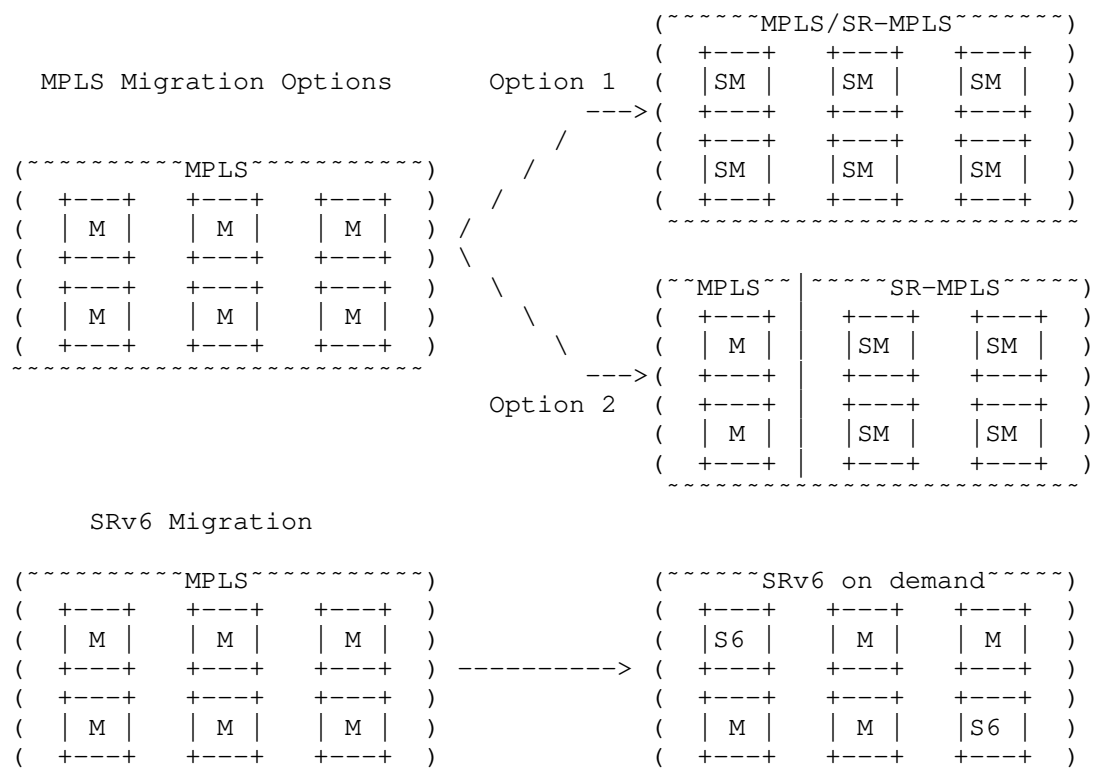 (~~~~~~MPLS/SR-MPLS~~~~~~~)
                                         (  +---+   +---+   +---+  )
  MPLS Migration Options      Option 1   (  |SM |   |SM |   |SM |  )
                                    --->(  +---+   +---+   +---+  )
                                   /     (  +---+   +---+   +---+  )
(~~~~~~~~~~MPLS~~~~~~~~~~~)      /       (  |SM |   |SM |   |SM |  )
(  +---+   +---+   +---+  )    /         (  +---+   +---+   +---+  )
(  | M |   | M |   | M |  )  /            ~~~~~~~~~~~~~~~~~~~~~~~~~~
(  +---+   +---+   +---+  )  \
(  +---+   +---+   +---+  )    \         (~~MPLS~~|~~~~~SR-MPLS~~~~~)
(  | M |   | M |   | M |  )      \       (  +---+ |  +---+   +---+  )
(  +---+   +---+   +---+  )        \     (  | M | |  |SM |   |SM |  )
~~~~~~~~~~~~~~~~~~~~~~~~~~          --->(  +---+ |  +---+   +---+  )
                              Option 2   (  +---+ |  +---+   +---+  )
                                         (  | M | |  |SM |   |SM |  )
                                         (  +---+ |  +---+   +---+  )
                                          ~~~~~~~~~~~~~~~~~~~~~~~~~~
     SRv6 Migration
(~~~~~~~~~~MPLS~~~~~~~~~~~)              (~~~~~~SRv6 on demand~~~~~)
(  +---+   +---+   +---+  )              (  +---+   +---+   +---+  )
(  | M |   | M |   | M |  )              (  |S6 |   | M |   | M |  )
(  +---+   +---+   +---+  ) ---------->  (  +---+   +---+   +---+  )
(  +---+   +---+   +---+  )              (  +---+   +---+   +---+  )
(  | M |   | M |   | M |  )              (  | M |   | M |   |S6 |  )
(  +---+   +---+   +---+  )              (  +---+   +---+   +---+  )